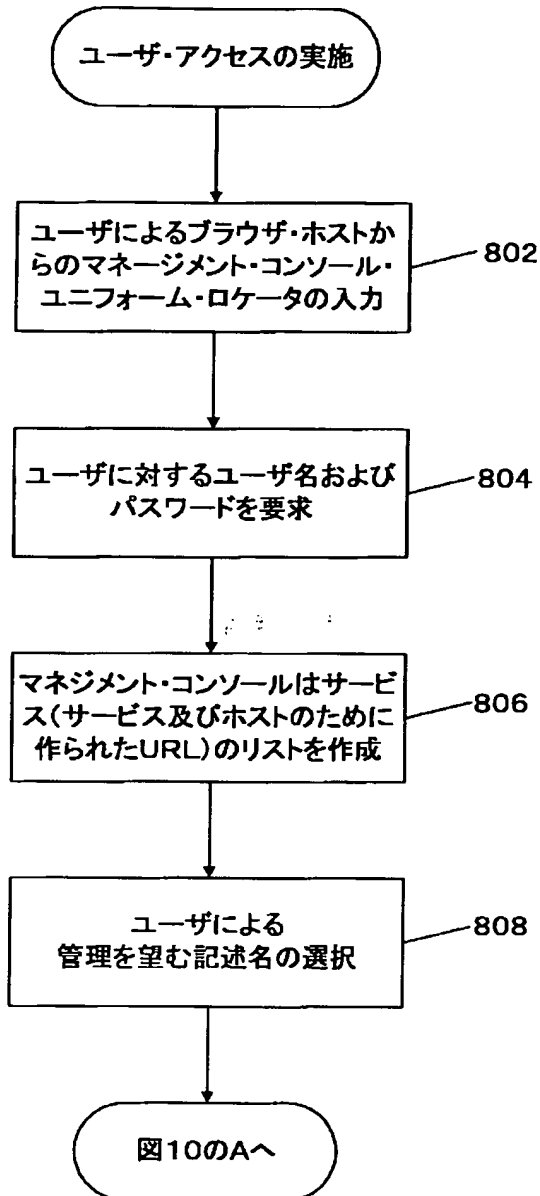 ユーザ・アクセスの実施
ユーザによるブラウザ・ホストか
らのマネージメント・コンソール・
ユニフォーム・ロケータの入力
802
ユーザに対するユーザ名および
パスワードを要求
804
マネジメント・コンソールはサービ
ス(サービス及びホストのために
作られたURL)のリストを作成
806
ユーザによる
管理を望む記述名の選択
808
図10のAへ